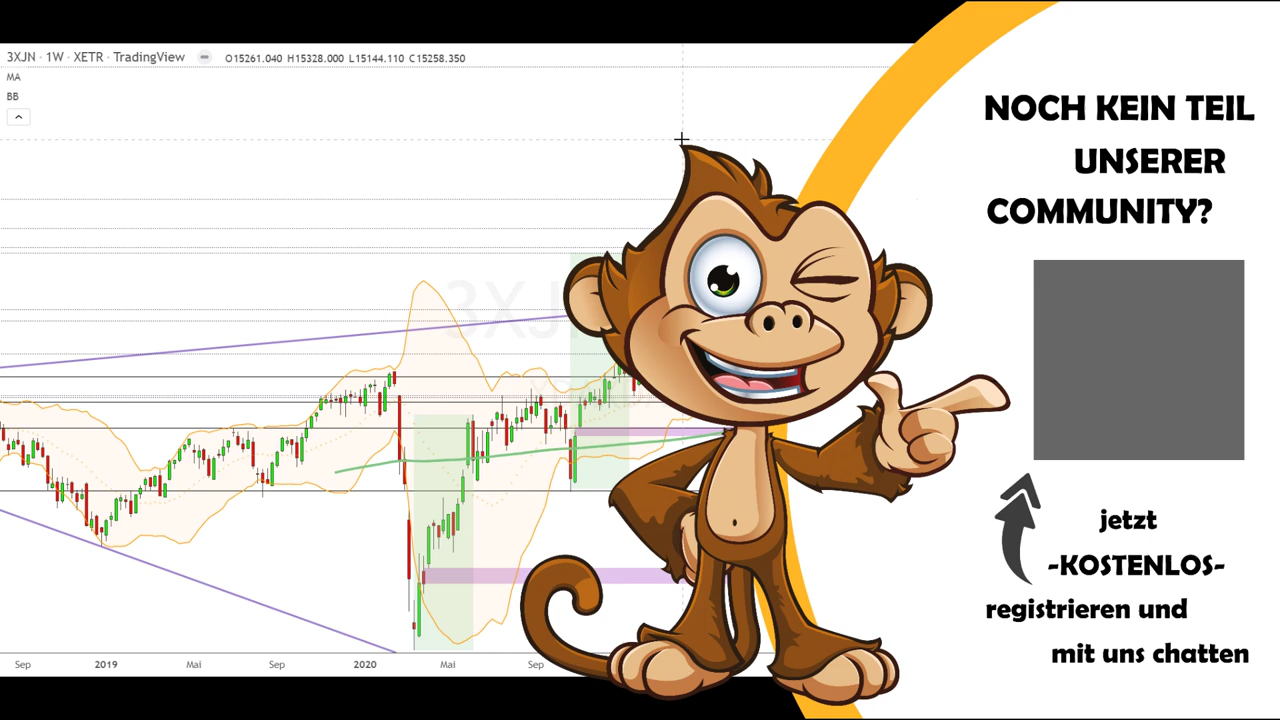 3XJN · 1W · XETR · TradingView O15261.040 H15328.000 L15144.110 C15258.350
MA
BB
NOCH KEIN TEIL
UNSERER
COMMUNITY?
3XJ
jetzt
-KOSTENLOS-
registrieren und
mit uns chatten
Sep 2019 Mai Sep 2020 Mai Sep